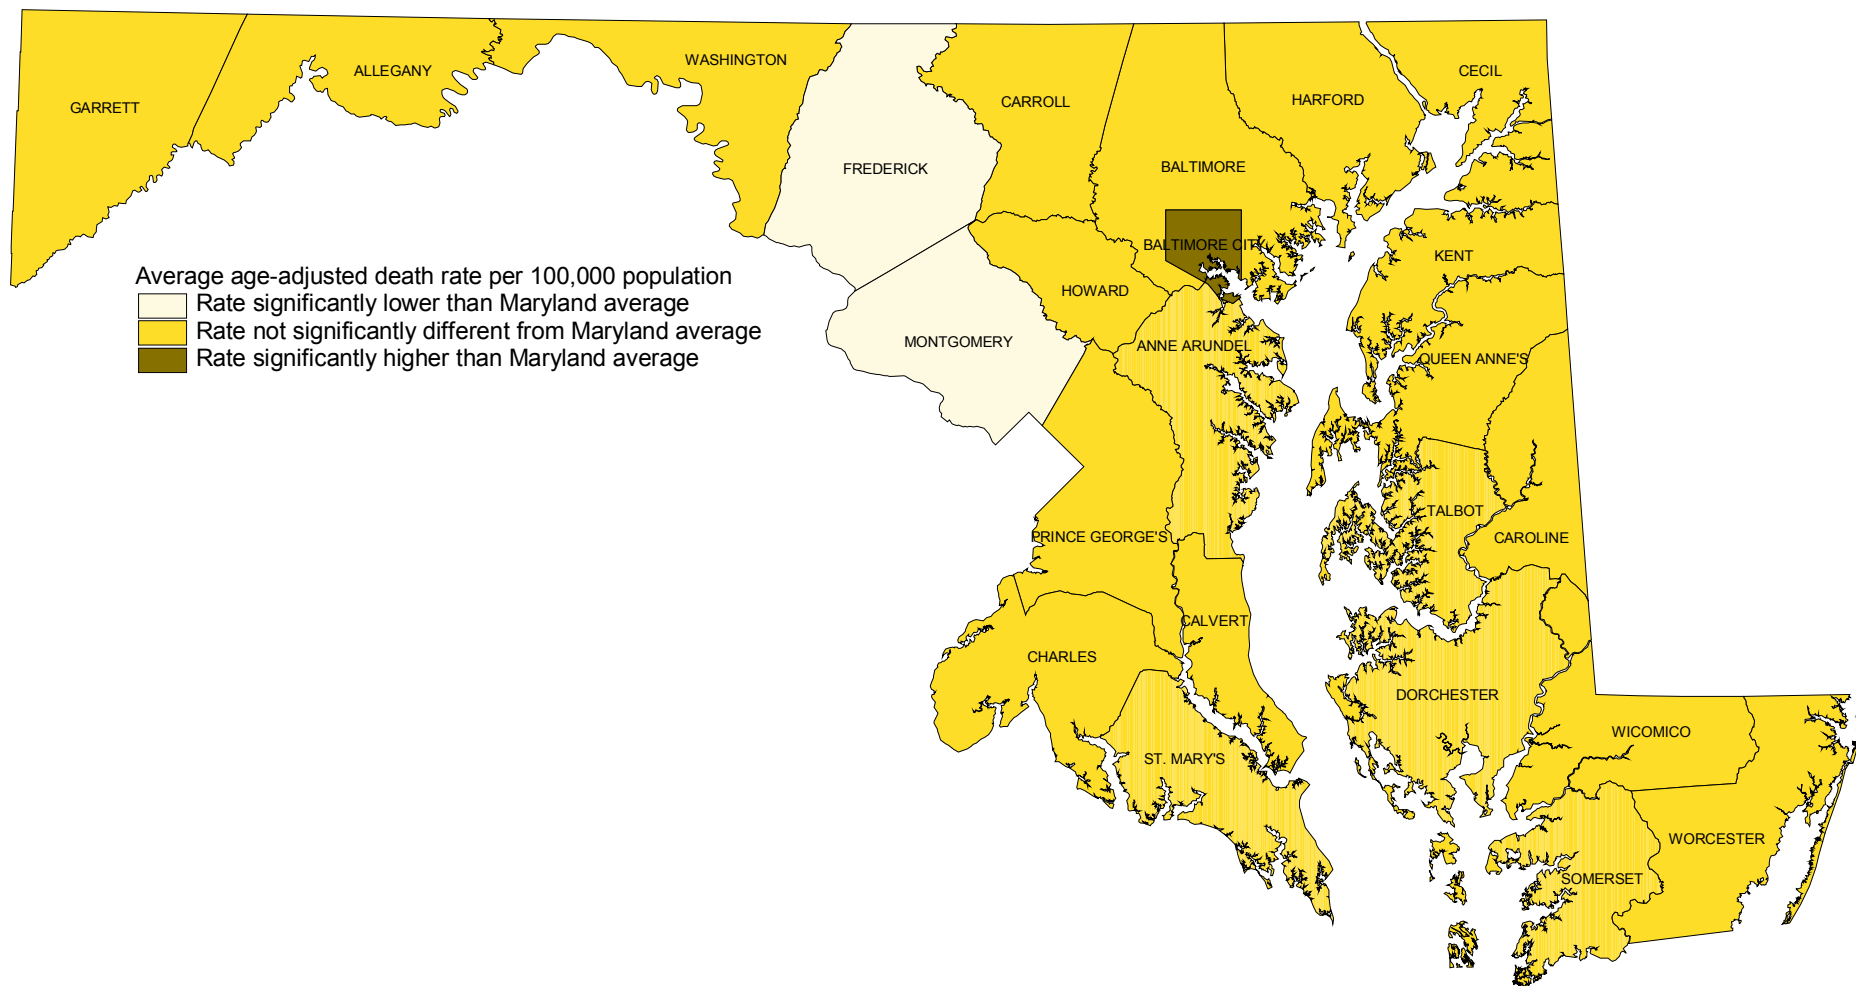 WASHINGTON
ALLEGANY
CECIL
GARRETT
CARROLL
HARFORD
FREDERICK
BALTIMORE
BALTIMORE CITY
KENT
Average age-adjusted death rate per 100,000 population
Rate significantly lower than Maryland average
Rate not significantly different from Maryland average
Rate significantly higher than Maryland average
HOWARD
MONTGOMERY
ANNE ARUNDEL
QUEEN ANNE'S
TALBOT
PRINCE GEORGE'S
CAROLINE
CALVERT
CHARLES
DORCHESTER
WICOMICO
ST. MARY'S
WORCESTER
SOMERSET